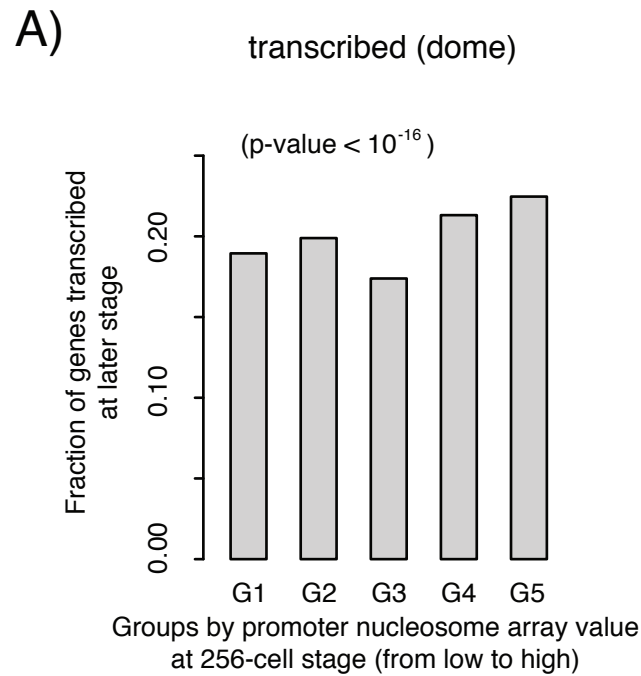 A)
transcribed (dome)
(p-value < 10^-16)
Fraction of genes transcribed
at later stage
0.20
0.10
0.00
G1 G2 G3 G4 G5
Groups by promoter nucleosome array value
at 256-cell stage (from low to high)